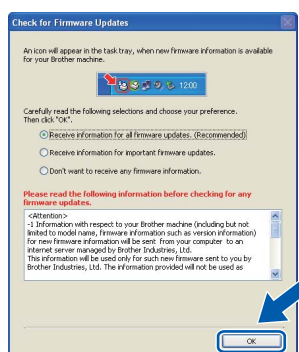 Check for Firmware Updates
An icon will appear in the task tray, when new firmware information is available
for your Brother machine.
12:00
Carefully read the following selections and choose your preference.
Then click "OK".
Receive information for all firmware updates. (Recommended)
Receive information for important firmware updates.
Don't want to receive any firmware information.
Please read the following information before checking for any
firmware updates.
<Attention>
-1 Information with respect to your Brother machine (including but not
limited to model name, firmware information such as version information)
for new firmware information will be sent from your computer to an
internet server managed by Brother Industries, Ltd.
This information will be used only for such new firmware sent to you by
Brother Industries, Ltd. The information provided will not be used as
OK